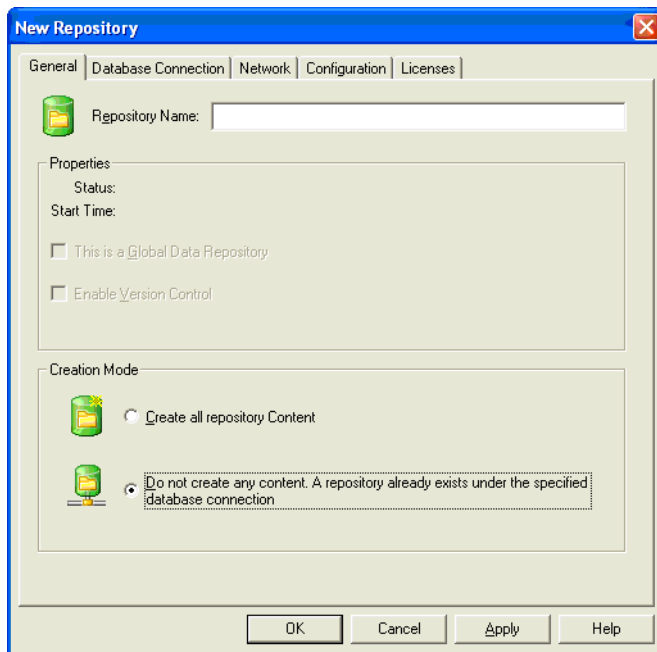 New Repository
General Database Connection Network Configuration Licenses
Repository Name:
Properties
Status:
Start Time:
This is a Global Data Repository
Enable Version Control
Creation Mode
Create all repository Content
Do not create any content. A repository already exists under the specified
database connection
OK Cancel Apply Help